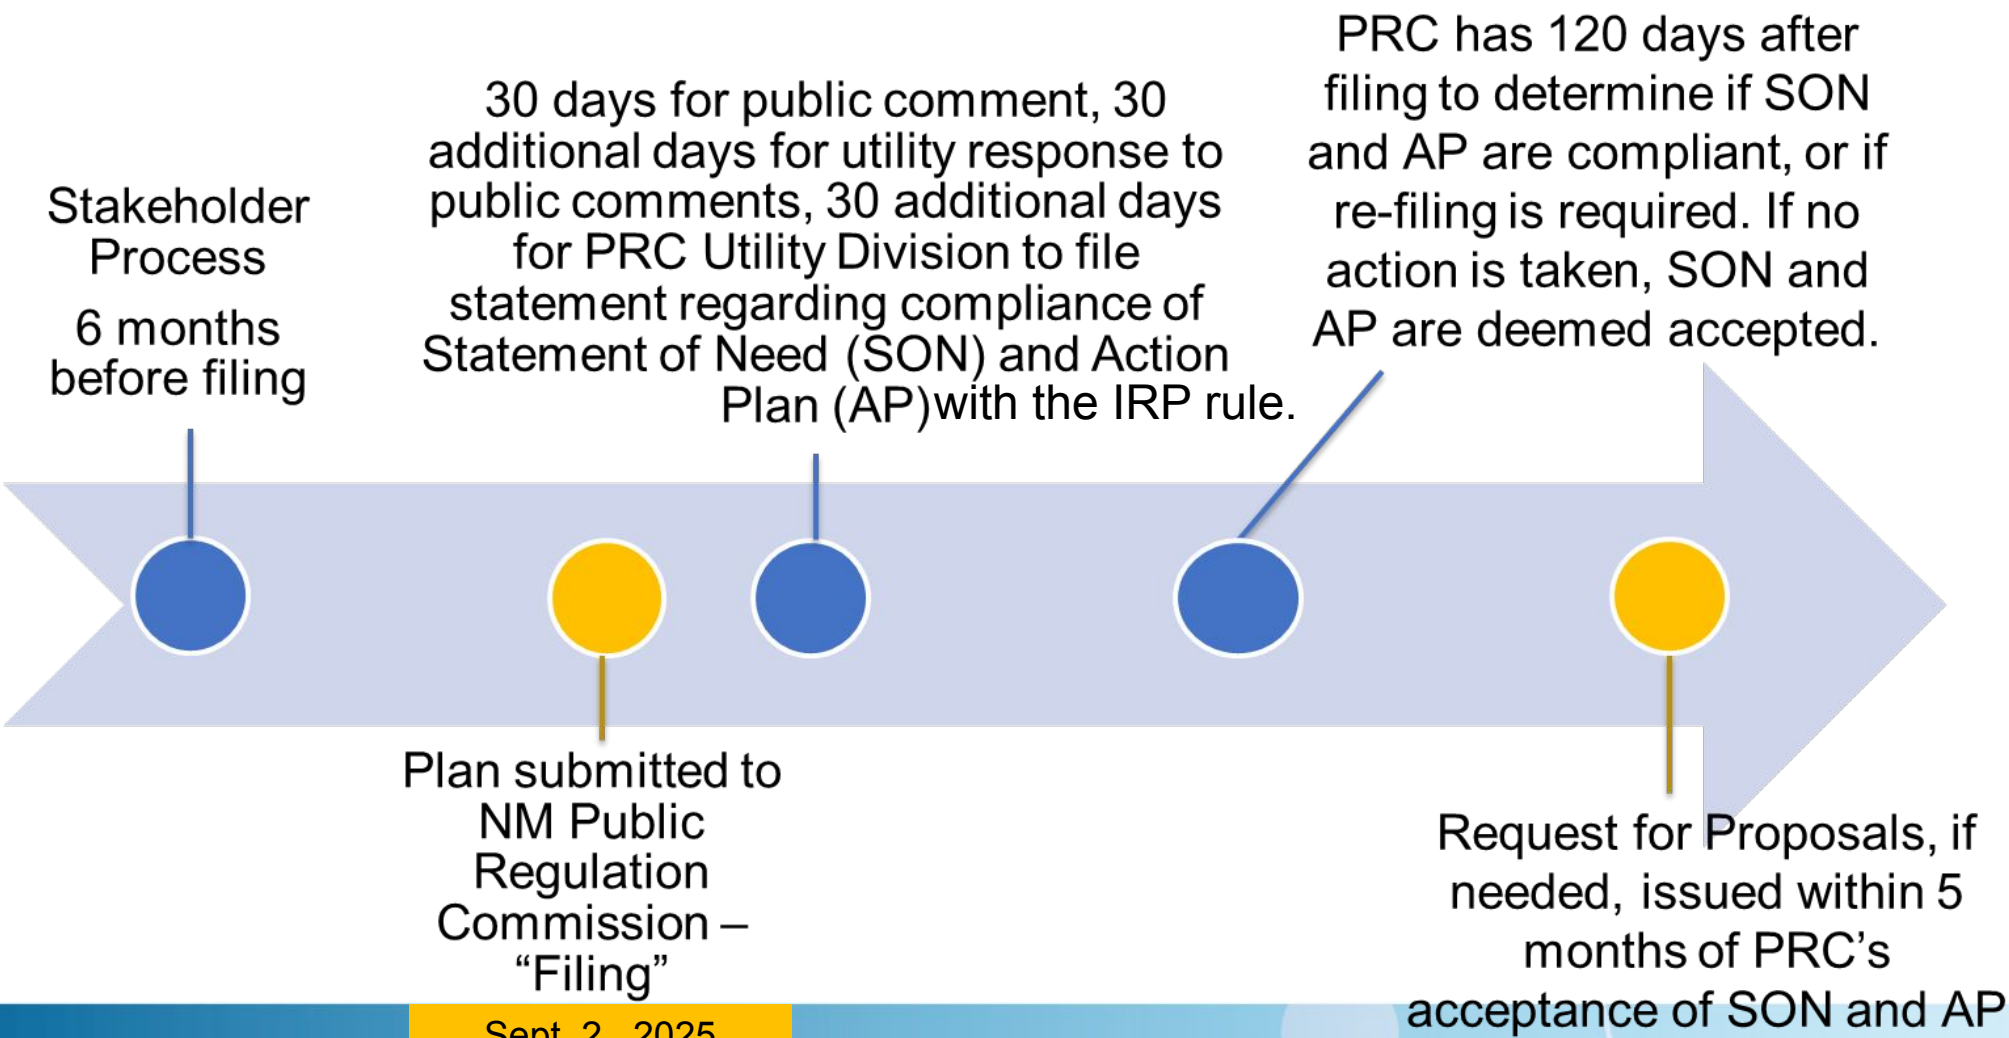 Stakeholder
Process
6 months
before filing
30 days for public comment, 30
additional days for utility response to
public comments, 30 additional days
for PRC Utility Division to file
statement regarding compliance of
Statement of Need (SON) and Action
Plan (AP) with the IRP rule.
PRC has 120 days after
filing to determine if SON
and AP are compliant, or if
re-filing is required. If no
action is taken, SON and
AP are deemed accepted.
Plan submitted to
NM Public
Regulation
Commission –
“Filing”
Sept. 2, 2025
Request for Proposals, if
needed, issued within 5
months of PRC’s
acceptance of SON and AP